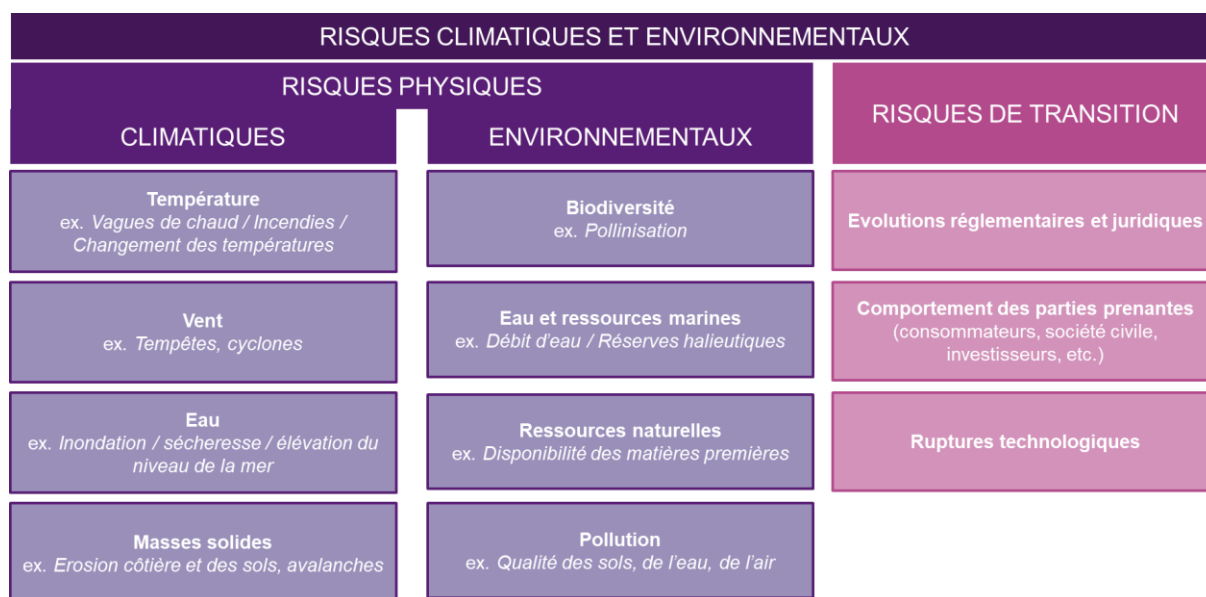 RISQUES CLIMATIQUES ET ENVIRONNEMENTAUX
RISQUES PHYSIQUES
CLIMATIQUES
Température
ex. Vagues de chaud / Incendies /
Changement des températures
Vent
ex. Tempêtes, cyclones
Eau
ex. Inondation / sécheresse / élévation du
niveau de la mer
Masses solides
ex. Erosion côtière et des sols, avalanches
ENVIRONNEMENTAUX
Biodiversité
ex. Pollinisation
Eau et ressources marines
ex. Débit d'eau / Réserves halieutiques
Ressources naturelles
ex. Disponibilité des matières premières
Pollution
ex. Qualité des sols, de l'eau, de l'air
RISQUES DE TRANSITION
Evolutions réglementaires et juridiques
Comportement des parties prenantes
(consommateurs, société civile,
investisseurs, etc.)
Ruptures technologiques